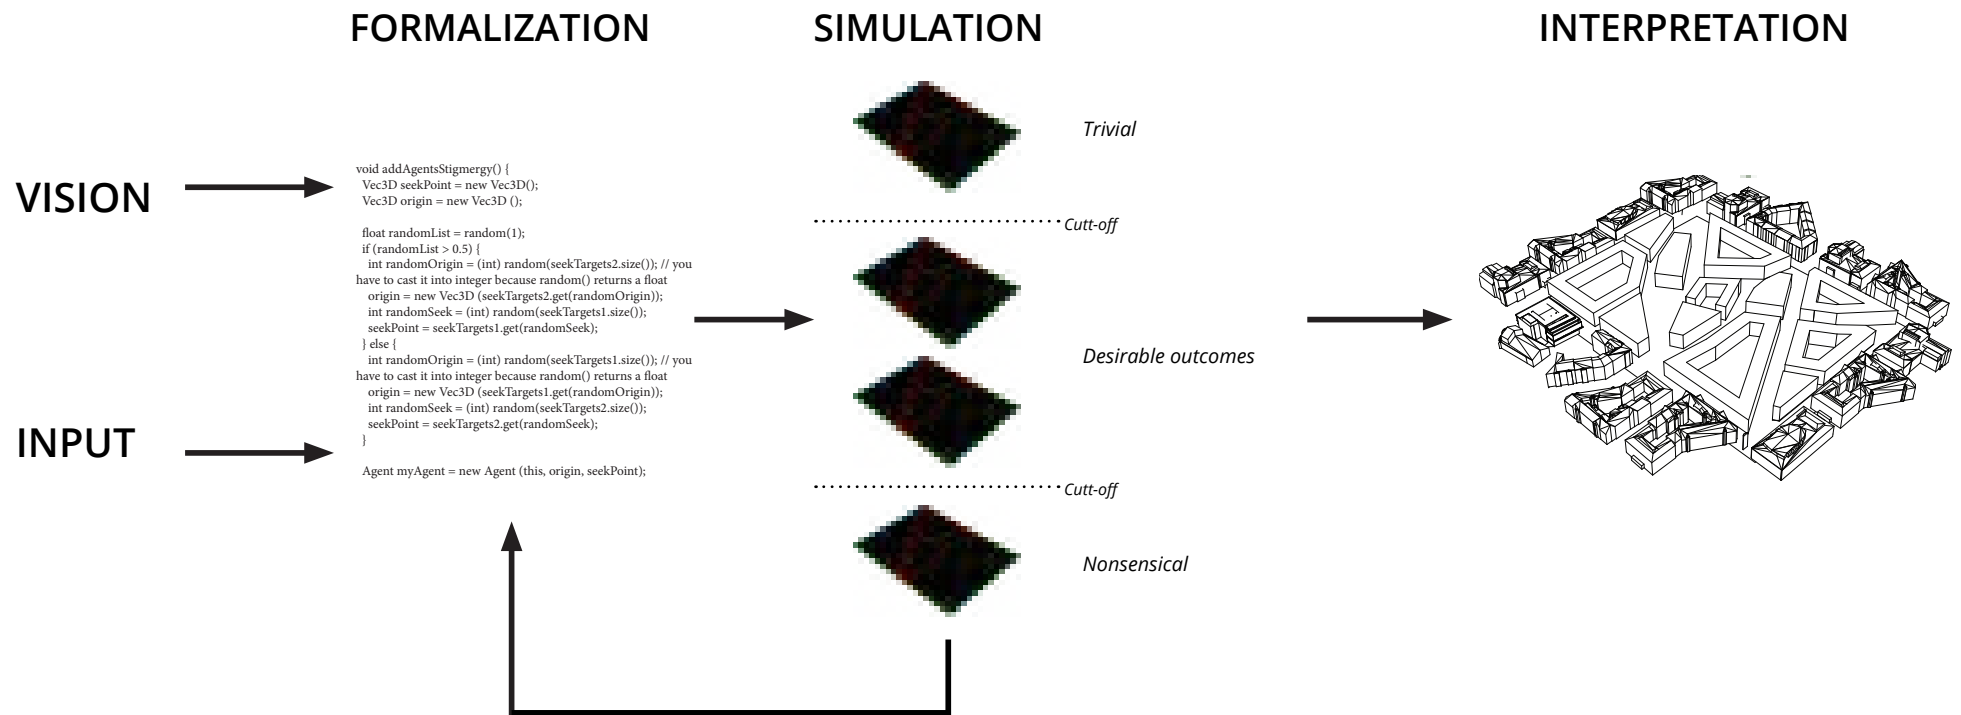 FORMALIZATION
SIMULATION
INTERPRETATION
VISION
INPUT
void addAgentsStigmergy() {
Vec3D seekPoint = new Vec3D();
Vec3D origin = new Vec3D ();
float randomList = random(1);
if (randomList > 0.5) {
int randomOrigin = (int) random(seekTargets2.size()); // you
have to cast it into integer because random() returns a float
origin = new Vec3D (seekTargets2.get(randomOrigin));
int randomSeek = (int) random(seekTargets1.size());
seekPoint = seekTargets1.get(randomSeek);
} else {
int randomOrigin = (int) random(seekTargets1.size()); // you
have to cast it into integer because random() returns a float
origin = new Vec3D (seekTargets1.get(randomOrigin));
int randomSeek = (int) random(seekTargets2.size());
seekPoint = seekTargets2.get(randomSeek);
}
Agent myAgent = new Agent (this, origin, seekPoint);
Trivial
Cutt-off
Desirable outcomes
Cutt-off
Nonsensical